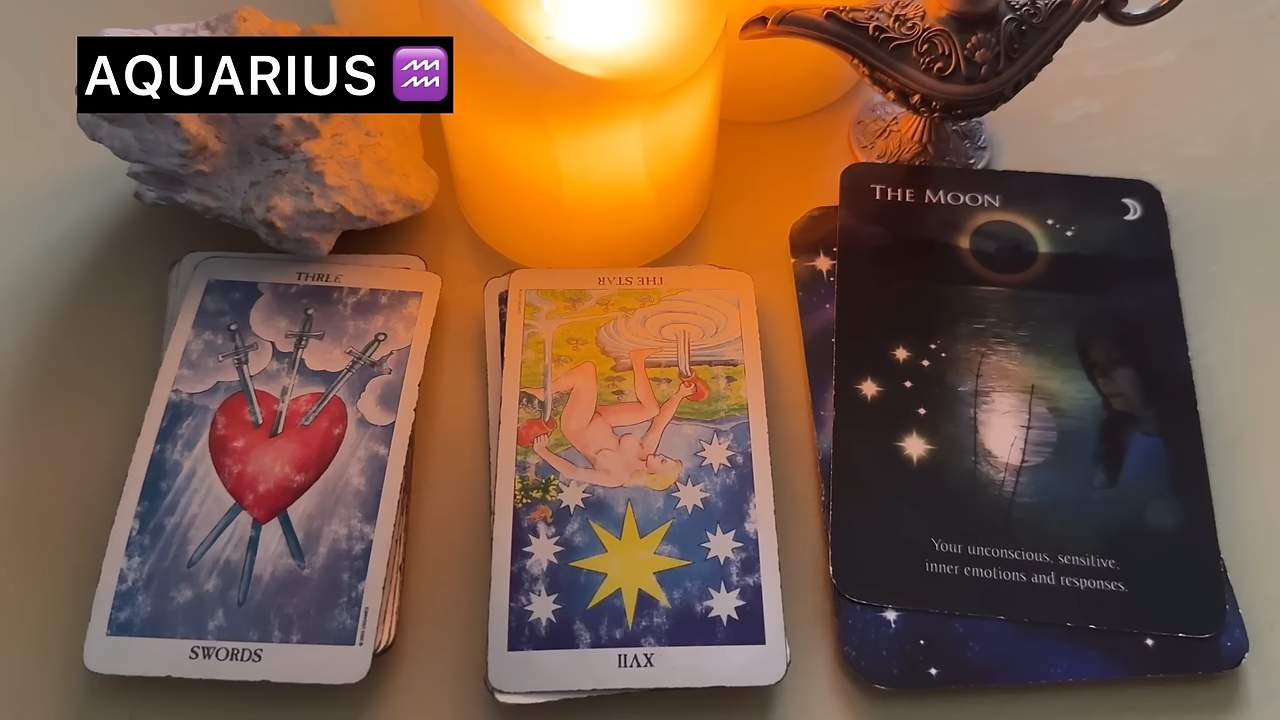 AQUARIUS ♒
THREE
SWORDS
THE STAR
XVII
THE MOON
Your unconscious, sensitive,
inner emotions and responses.